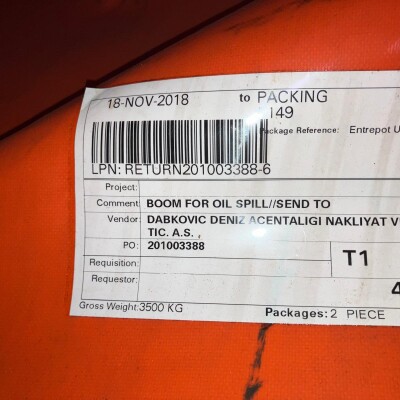 18-NOV-2018 to PACKING
149
Package Reference: Entrepot U
LPN: RETURN201003388-6
Project:
Comment: BOOM FOR OIL SPILL//SEND TO
Vendor: DABKOVIC DENIZ ACENTALIGI NAKLIYAT V
TIC. A.S. ,
PO: 201003388
T1
Requisition:
Requestor: 4
Gross Weight:3500 KG Packages:2 PIECE